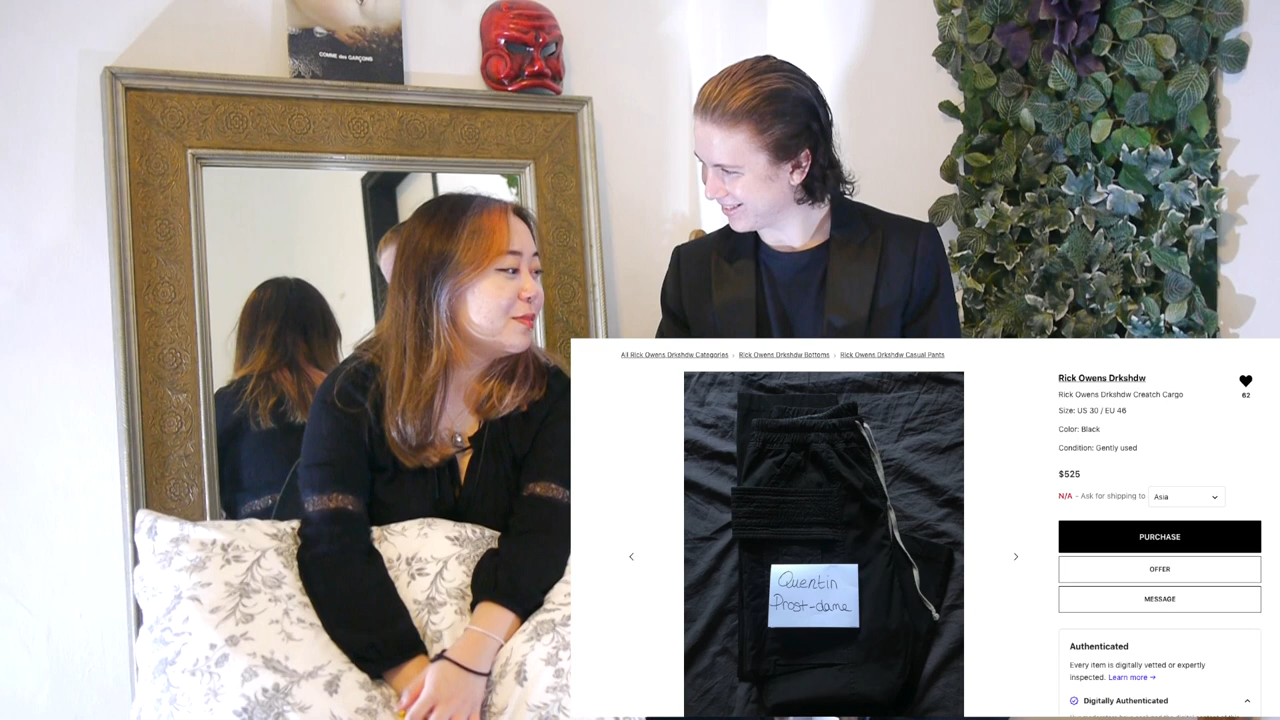 COMME des GARÇONS
All Rick Owens Drkshdw Categories › Rick Owens Drkshdw Bottoms › Rick Owens Drkshdw Casual Pants
Rick Owens Drkshdw
62
Rick Owens Drkshdw Creatch Cargo
Size: US 30 / EU 46
Color: Black
Condition: Gently used
$525
N/A - Ask for shipping to Asia
PURCHASE
OFFER
MESSAGE
Quentin
Prost-dame
Authenticated
Every item is digitally vetted or expertly
inspected. Learn more →
Digitally Authenticated